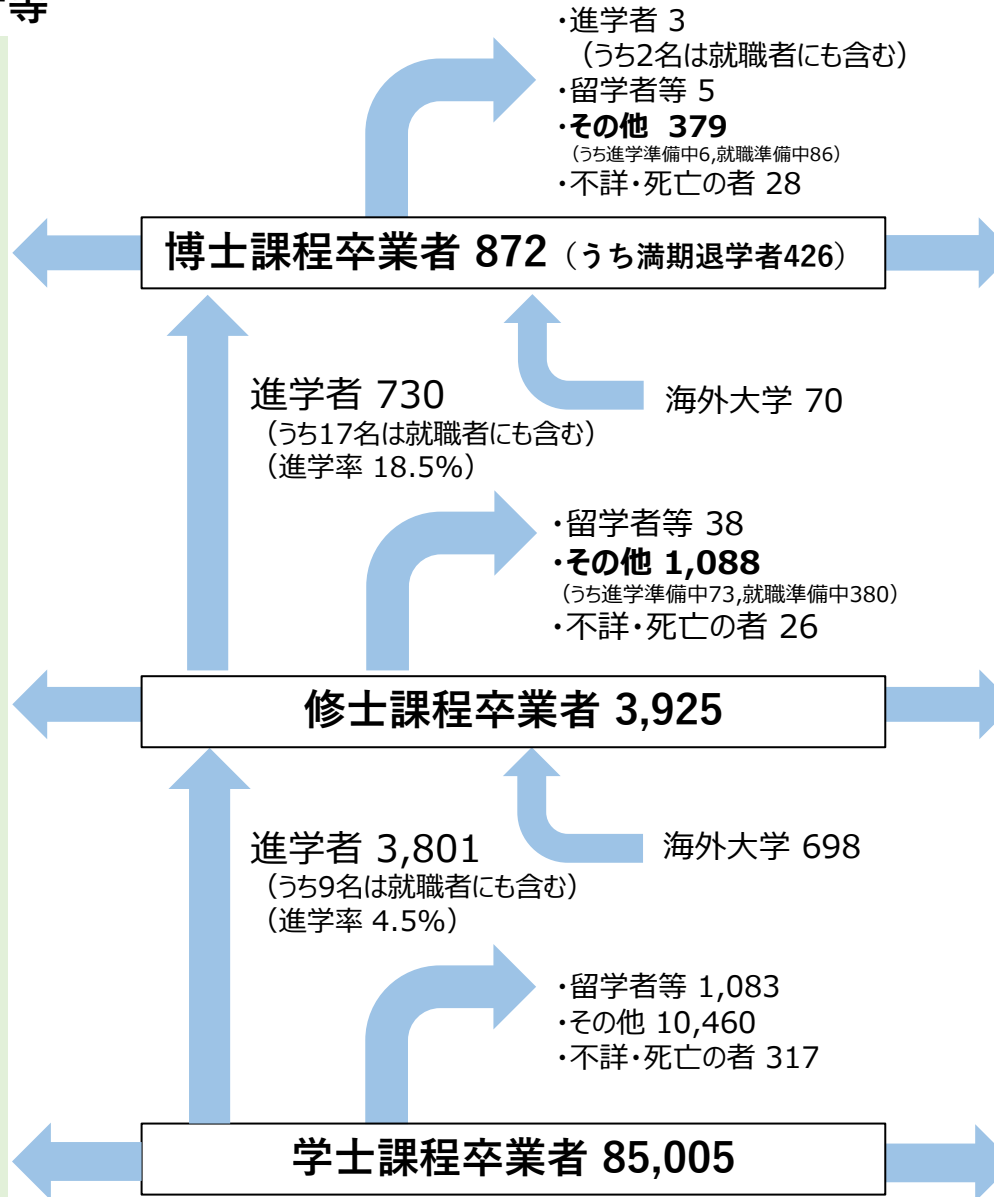 等
・進学者 3
（うち2名は就職者にも含む）
・留学者等 5
・その他 379
（うち進学準備中6,就職準備中86）
・不詳・死亡の者 28
博士課程卒業者 872（うち満期退学者426）
進学者 730
（うち17名は就職者にも含む）
（進学率 18.5%）
海外大学 70
・留学者等 38
・その他 1,088
（うち進学準備中73,就職準備中380）
・不詳・死亡の者 26
修士課程卒業者 3,925
進学者 3,801
（うち9名は就職者にも含む）
（進学率 4.5%）
海外大学 698
・留学者等 1,083
・その他 10,460
・不詳・死亡の者 317
学士課程卒業者 85,005